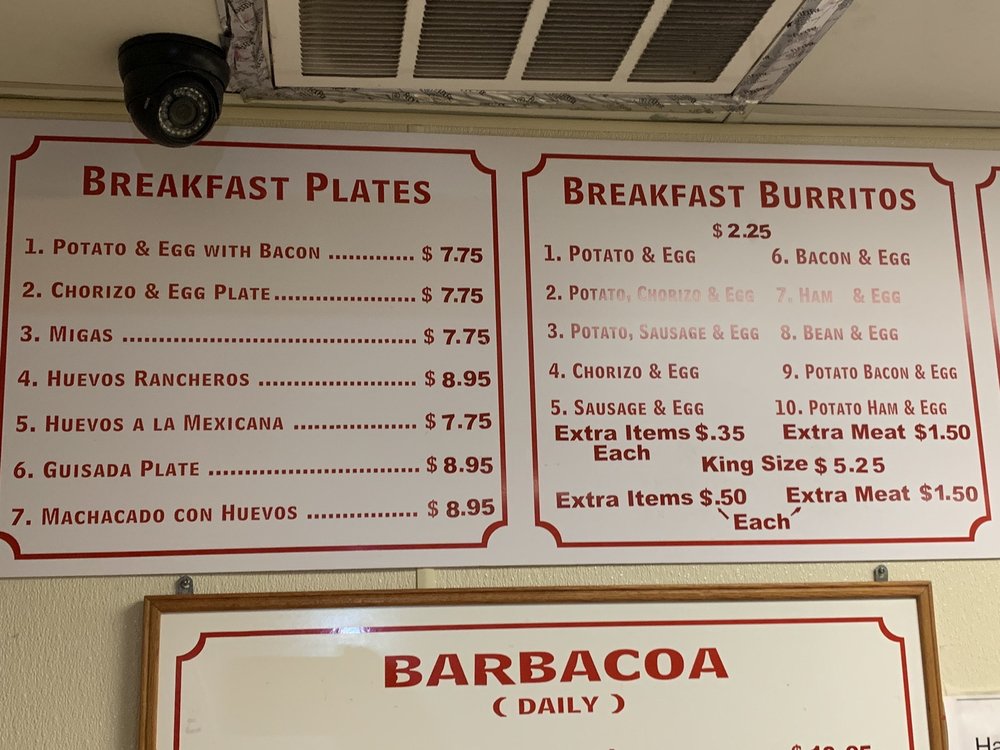 BREAKFAST PLATES
1. POTATO & EGG WITH BACON ............. $ 7.75
2. CHORIZO & EGG PLATE...................... $ 7.75
3. MIGAS .............................................. $ 7.75
4. HUEVOS RANCHEROS ........................ $ 8.95
5. HUEVOS A LA MEXICANA ................... $ 7.75
6. GUISADA PLATE ................................ $ 8.95
7. MACHACADO CON HUEVOS ................. $ 8.95
BREAKFAST BURRITOS
$ 2.25
1. POTATO & EGG
2. POTATO, CHORIZO & EGG
3. POTATO, SAUSAGE & EGG
4. CHORIZO & EGG
5. SAUSAGE & EGG
6. BACON & EGG
7. HAM & EGG
8. BEAN & EGG
9. POTATO BACON & EGG
10. POTATO HAM & EGG
Extra Items $.35 Extra Meat $1.50
Each
King Size $ 5.25
Extra Items $.50 Extra Meat $1.50
Each
BARBACOA
( DAILY )